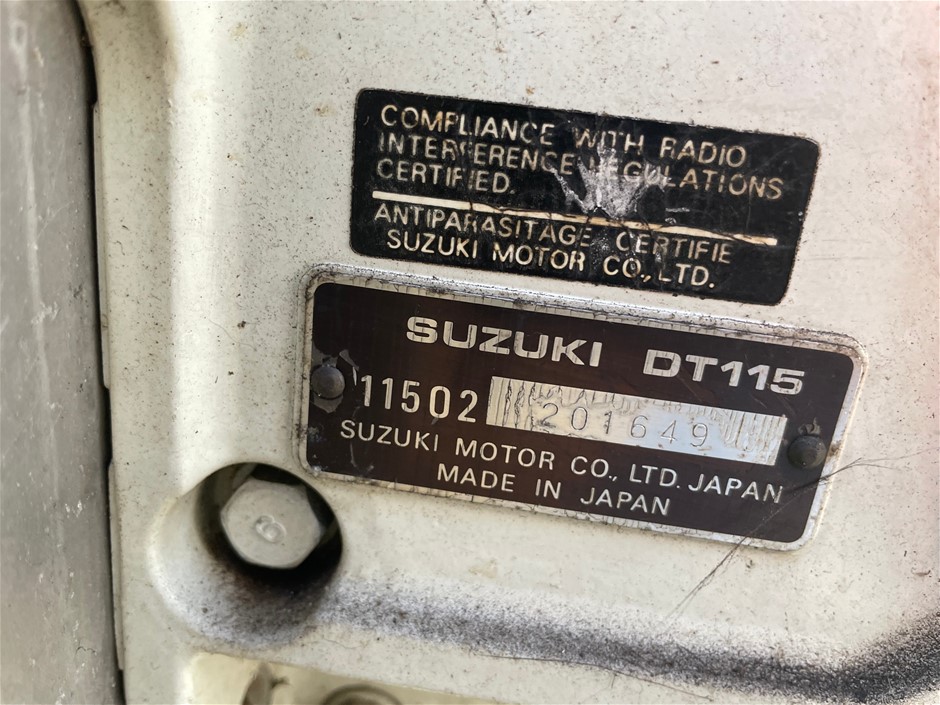 COMPLIANCE WITH RADIO
INTERFERENCE REGULATIONS
CERTIFIED.
ANTIPARASITAGE CERTIFIE
SUZUKI MOTOR CO., LTD.
SUZUKI DT115
11502 201649
SUZUKI MOTOR CO., LTD. JAPAN
MADE IN JAPAN